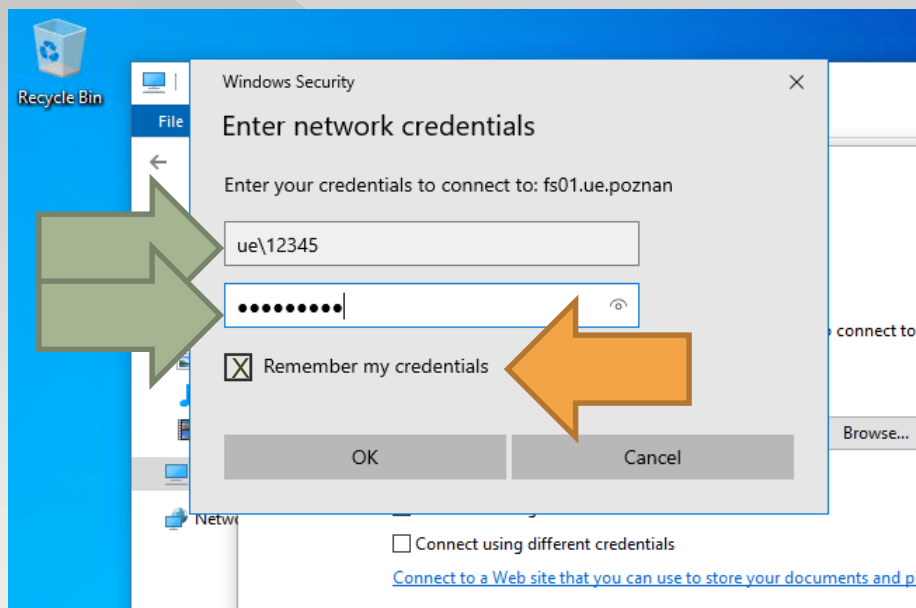 Recycle Bin
File
Windows Security
Enter network credentials
Enter your credentials to connect to: fs01.ue.poznan
ue\12345
connect to
Remember my credentials
Browse...
OK
Cancel
Connect using different credentials
Connect to a Web site that you can use to store your documents and